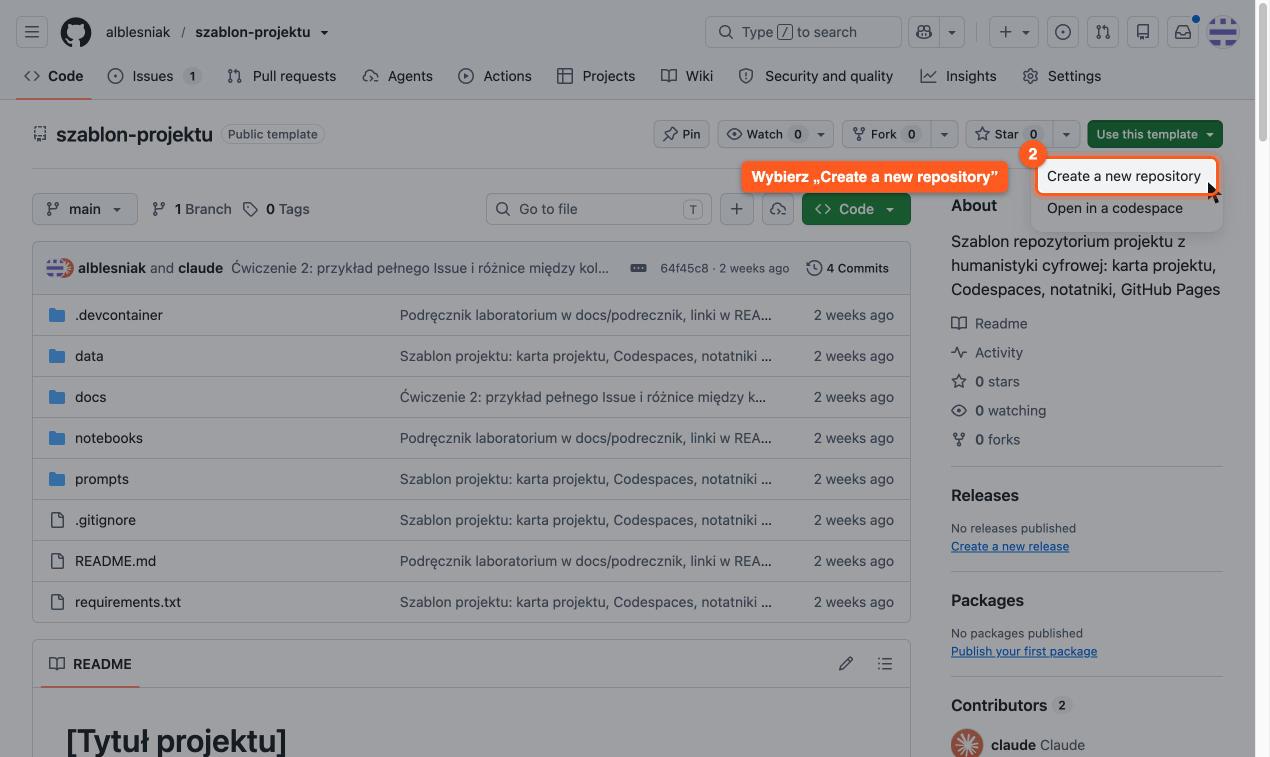 alblesniak / szablon-projektu
Type / to search
Code
Issues 1
Pull requests
Agents
Actions
Projects
Wiki
Security and quality
Insights
Settings
szablon-projektu Public template
Pin
Watch 0
Fork 0
Star 0
Use this template
2
Wybierz „Create a new repository”
Create a new repository
Open in a codespace
main
1 Branch
0 Tags
Go to file T
Code
alblesniak and claude Ćwiczenie 2: przykład pełnego Issue i różnice między kol... 64f45c8 · 2 weeks ago 4 Commits
.devcontainer Podręcznik laboratorium w docs/podrecznik, linki w REA... 2 weeks ago
data Szablon projektu: karta projektu, Codespaces, notatniki ... 2 weeks ago
docs Ćwiczenie 2: przykład pełnego Issue i różnice między k... 2 weeks ago
notebooks Podręcznik laboratorium w docs/podrecznik, linki w REA... 2 weeks ago
prompts Szablon projektu: karta projektu, Codespaces, notatniki ... 2 weeks ago
.gitignore Szablon projektu: karta projektu, Codespaces, notatniki ... 2 weeks ago
README.md Podręcznik laboratorium w docs/podrecznik, linki w REA... 2 weeks ago
requirements.txt Szablon projektu: karta projektu, Codespaces, notatniki ... 2 weeks ago
README
[Tytuł projektu]
About
Szablon repozytorium projektu z
humanistyki cyfrowej: karta projektu,
Codespaces, notatniki, GitHub Pages
Readme
Activity
0 stars
0 watching
0 forks
Releases
No releases published
Create a new release
Packages
No packages published
Publish your first package
Contributors 2
claude Claude